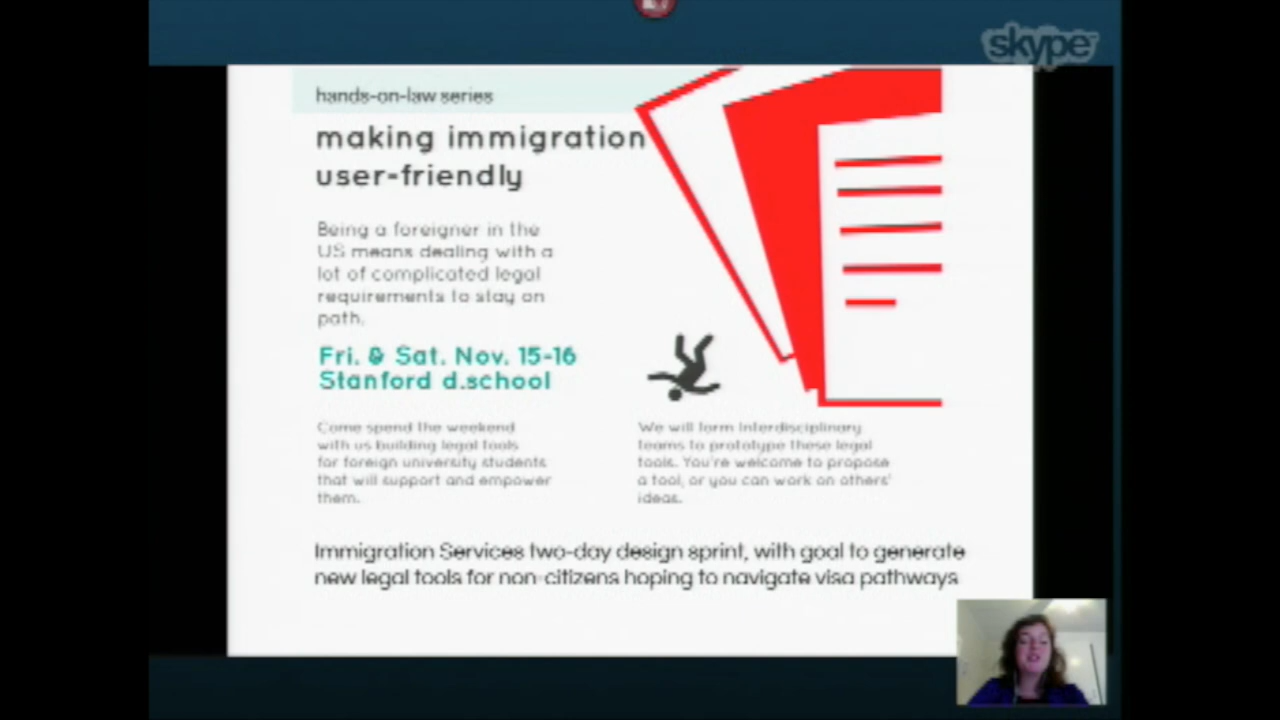 skype
hands-on-law series
making immigration
user-friendly
Being a foreigner in the
US means dealing with a
lot of complicated legal
requirements to stay on
path.
Fri. & Sat. Nov. 15-16
Stanford d.school
Come spend the weekend
with us building legal tools
for foreign university students
that will support and empower
them.
We will form interdisciplinary
teams to prototype these legal
tools. You're welcome to propose
a tool, or you can work on others'
ideas.
Immigration Services two-day design sprint, with goal to generate
new legal tools for non-citizens hoping to navigate visa pathways